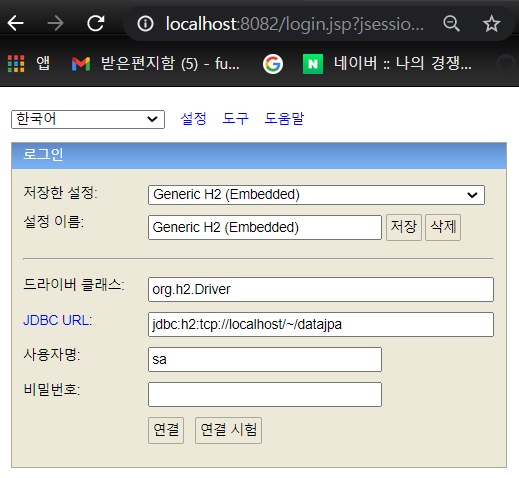 localhost:8082/login.jsp?jsessio...
앱 받은편지함 (5) - fu... 네이버 :: 나의 경쟁...
한국어 설정 도구 도움말
로그인
저장한 설정: Generic H2 (Embedded)
설정 이름: Generic H2 (Embedded) 저장 삭제
드라이버 클래스: org.h2.Driver
JDBC URL: jdbc:h2:tcp://localhost/~/datajpa
사용자명: sa
비밀번호:
연결 연결 시험